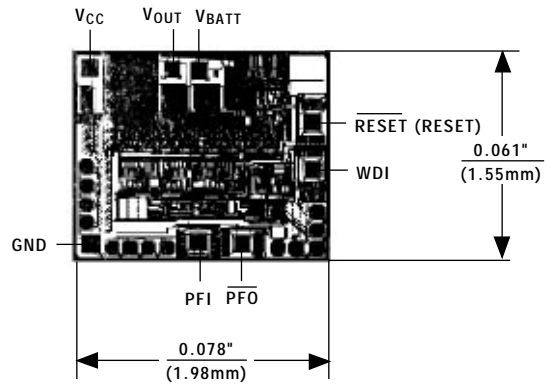 VCC
VOUT
VBATT
RESET (RESET)
0.061"
(1.55mm)
WDI
GND
PFI
PFO
0.078"
(1.98mm)